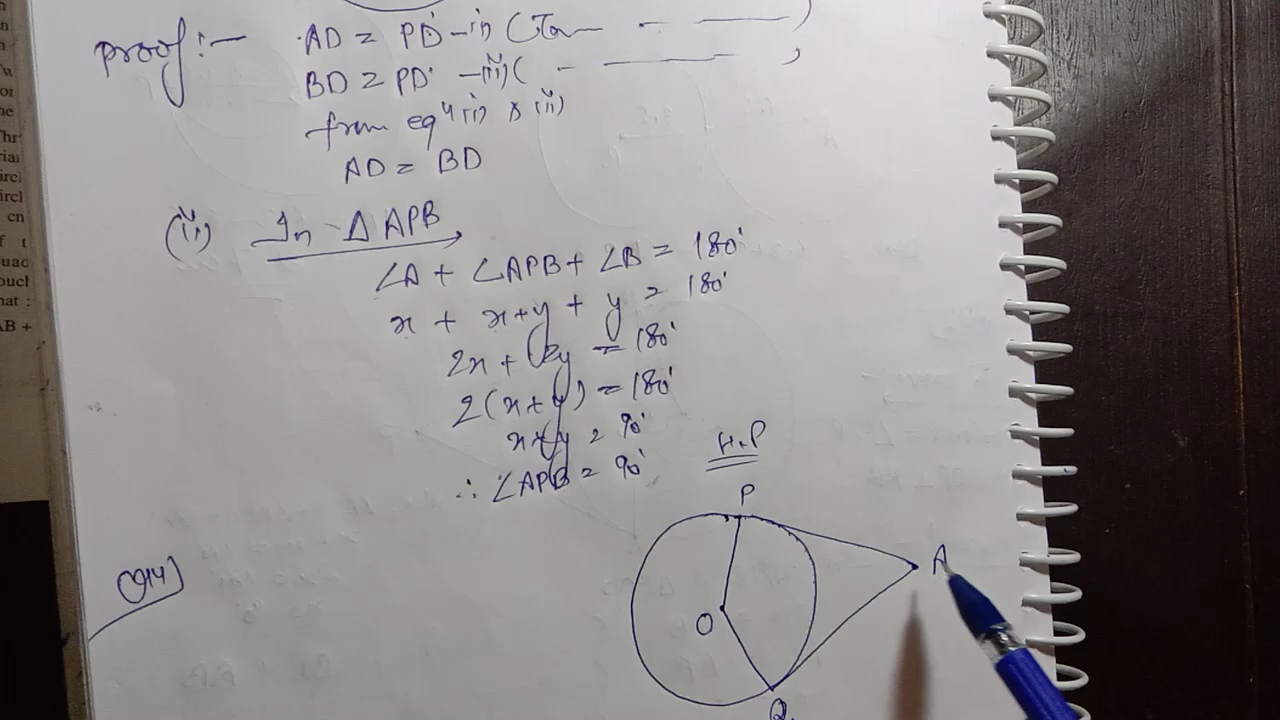 Proof:- AD = PD -(i) (Tan - ——— )
BD = PD -(ii) ( - ——— )
from eqn (i) & (ii)
AD = BD
(ii) In Δ APB
∠A + ∠APB + ∠B = 180°
x + x+y + y = 180°
2x + 2y = 180°
2(x+y) = 180°
x+y = 90°
∴ ∠APB = 90° H.P
Q14)
P
A
O
Q